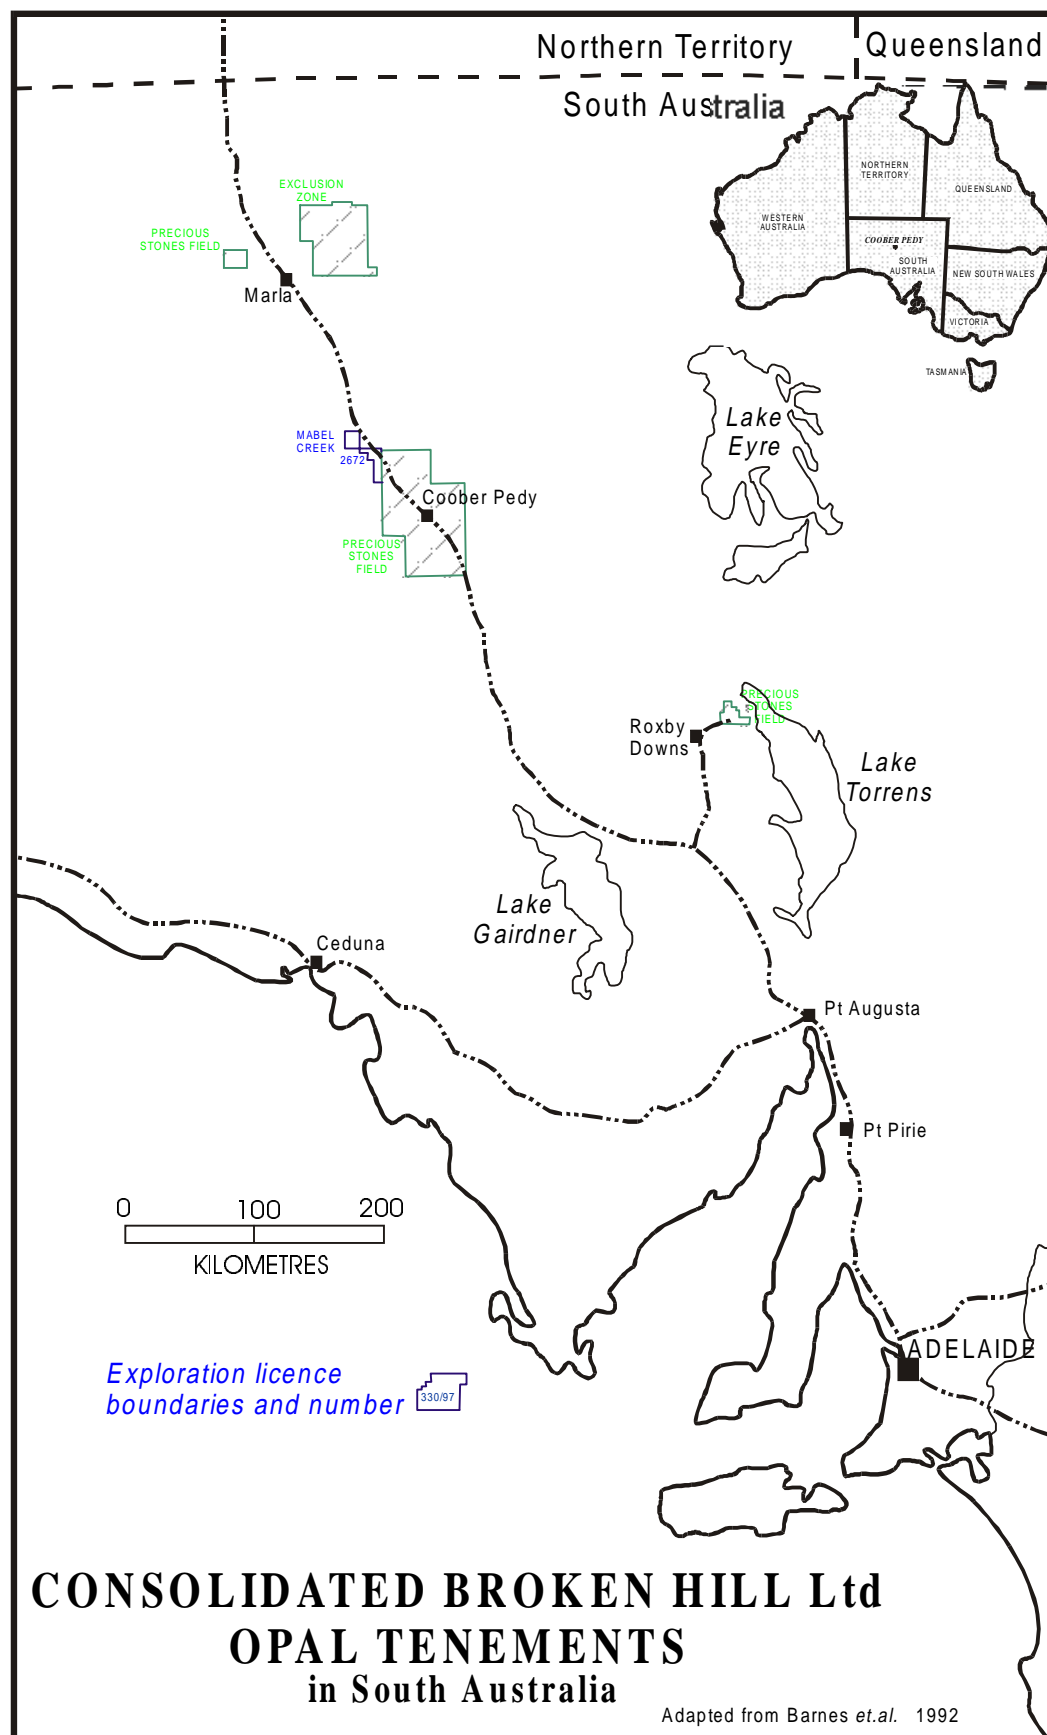 Northern Territory
Queensland
South Australia
EXCLUSION
ZONE
PRECIOUS
STONES FIELD
Marla
NORTHERN
TERRITORY
QUEENSLAND
WESTERN
AUSTRALIA
COOBER PEDY
SOUTH
AUSTRALIA
NEW SOUTH WALES
VICTORIA
TASMANIA
Lake
Eyre
MABEL
CREEK
2672
Coober Pedy
PRECIOUS
STONES
FIELD
PRECIOUS
STONES
FIELD
Roxby
Downs
Lake
Torrens
Lake
Gairdner
Ceduna
Pt Augusta
Pt Pirie
0 100 200
KILOMETRES
ADELAIDE
Exploration licence
boundaries and number
330/97
CONSOLIDATED BROKEN HILL Ltd
OPAL TENEMENTS
in South Australia
Adapted from Barnes et.al. 1992